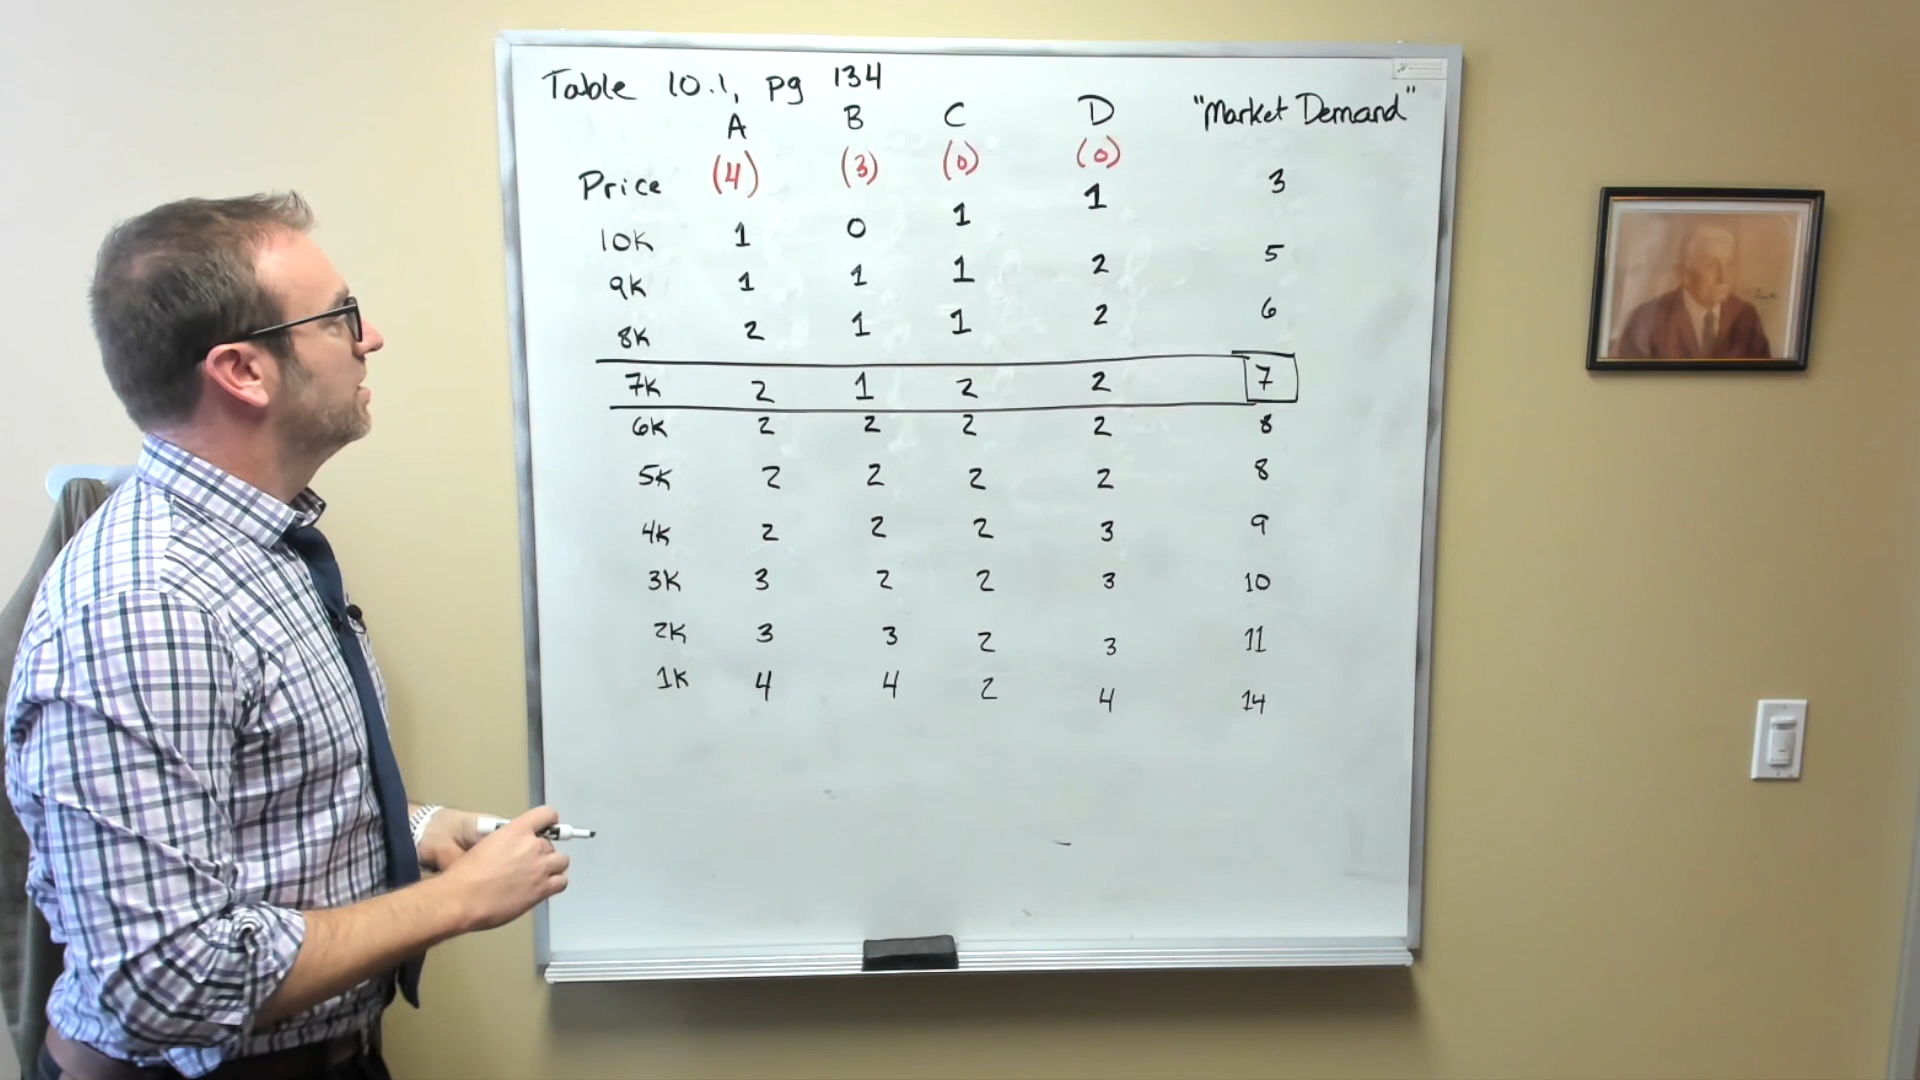 Table 10.1, pg 134
A B C D "Market Demand"
Price (4) (3) (0) (0)
10K 1 0 1 1 3
9K 1 1 1 2 5
8K 2 1 1 2 6
7K 2 1 2 2 7
6K 2 2 2 2 8
5K 2 2 2 2 8
4K 2 2 2 3 9
3K 3 2 2 3 10
2K 3 3 2 3 11
1K 4 4 2 4 14